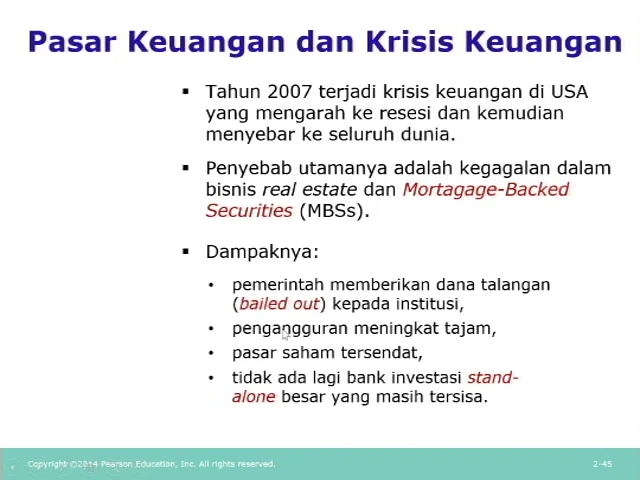 Pasar Keuangan dan Krisis Keuangan
▪ Tahun 2007 terjadi krisis keuangan di USA
yang mengarah ke resesi dan kemudian
menyebar ke seluruh dunia.
▪ Penyebab utamanya adalah kegagalan dalam
bisnis real estate dan Mortagage-Backed
Securities (MBSs).
▪ Dampaknya:
• pemerintah memberikan dana talangan
(bailed out) kepada institusi,
• pengangguran meningkat tajam,
• pasar saham tersendat,
• tidak ada lagi bank investasi stand-
alone besar yang masih tersisa.
Copyright ©2014 Pearson Education, Inc. All rights reserved.
2-45